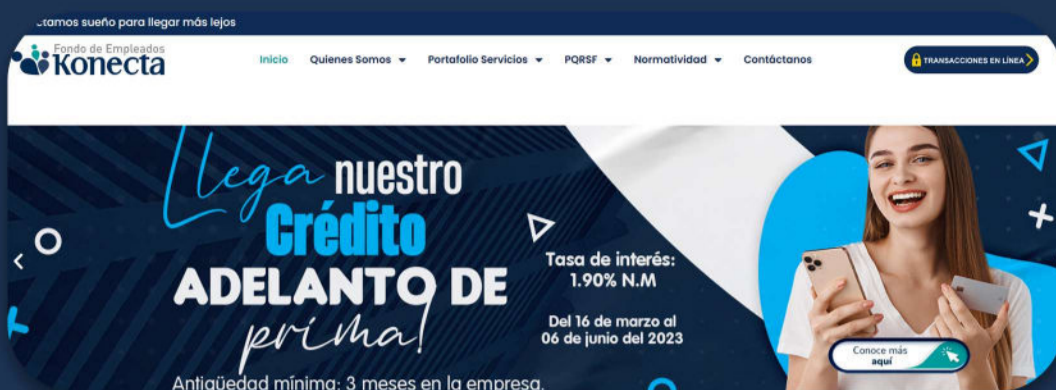 tamos sueño para llegar más lejos
Fondo de Empleados
Konecta
Inicio Quienes Somos Portafolio Servicios PQRSF Normatividad Contáctanos
TRANSACCIONES EN LÍNEA
Llega nuestro
Crédito
ADELANTO DE
prima!
Antigüedad mínima: 3 meses en la empresa.
Tasa de interés:
1.90% N.M
Del 16 de marzo al
06 de junio del 2023
Conoce más
aquí